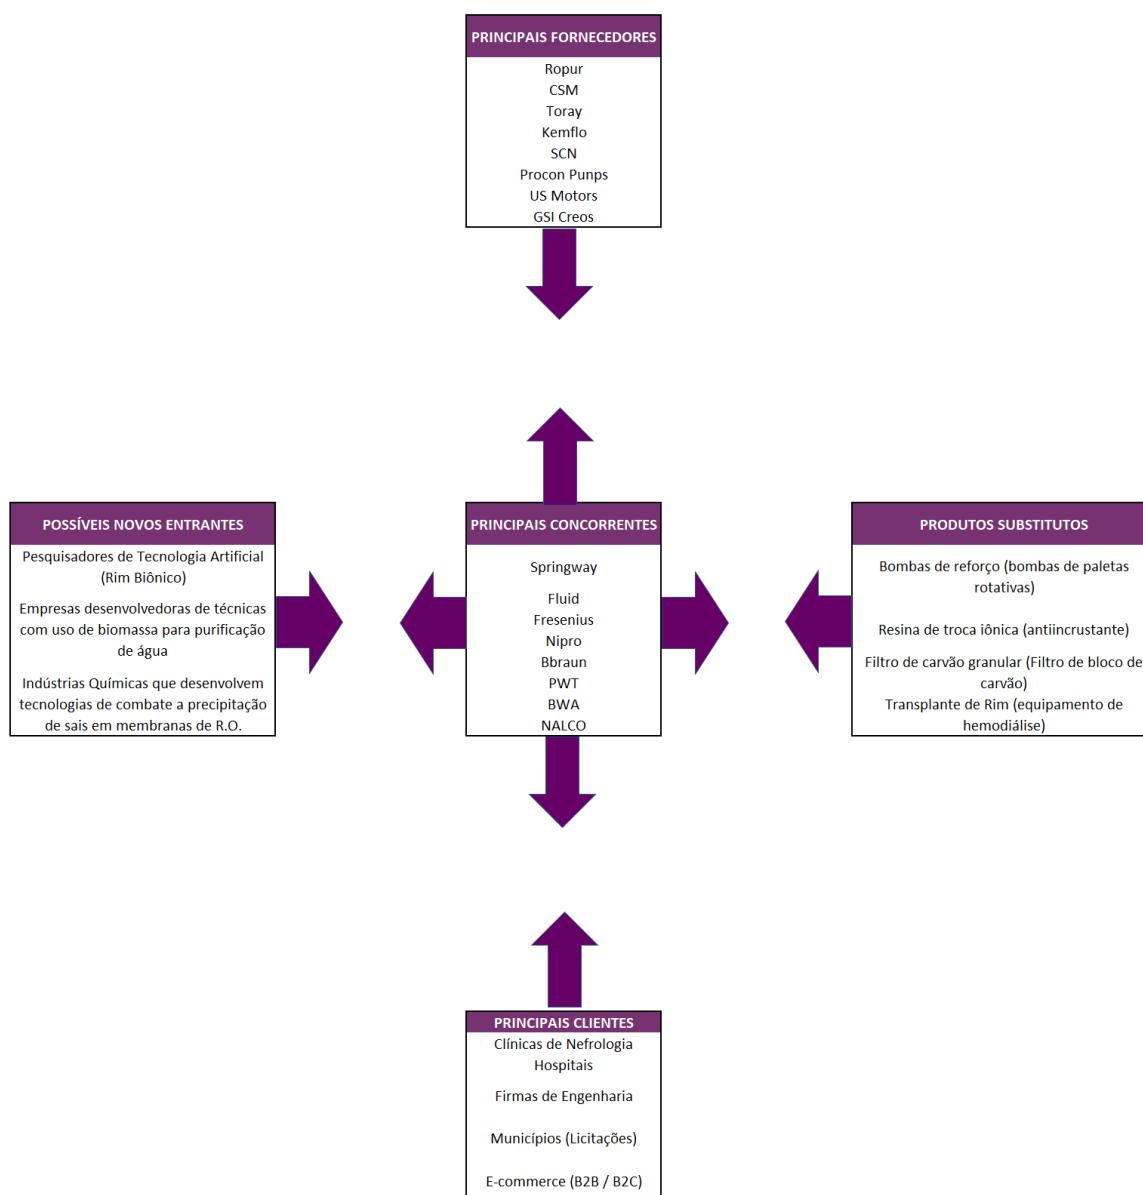 PRINCIPAIS FORNECEDORES
Ropur
CSM
Toray
Kemflo
SCN
Procon Punps
US Motors
GSI Creos
POSSÍVEIS NOVOS ENTRANTES
Pesquisadores de Tecnologia Artificial
(Rim Biônico)
Empresas desenvolvedoras de técnicas
com uso de biomassa para purificação
de água
Indústrias Químicas que desenvolvem
tecnologias de combate a precipitação
de sais em membranas de R.O.
PRINCIPAIS CONCORRENTES
Springway
Fluid
Fresenius
Nipro
Bbraun
PWT
BWA
NALCO
PRODUTOS SUBSTITUTOS
Bombas de reforço (bombas de paletas
rotativas)
Resina de troca iônica (antiincrustante)
Filtro de carvão granular (Filtro de bloco de
carvão)
Transplante de Rim (equipamento de
hemodiálise)
PRINCIPAIS CLIENTES
Clínicas de Nefrologia
Hospitais
Firmas de Engenharia
Municípios (Licitações)
E-commerce (B2B / B2C)